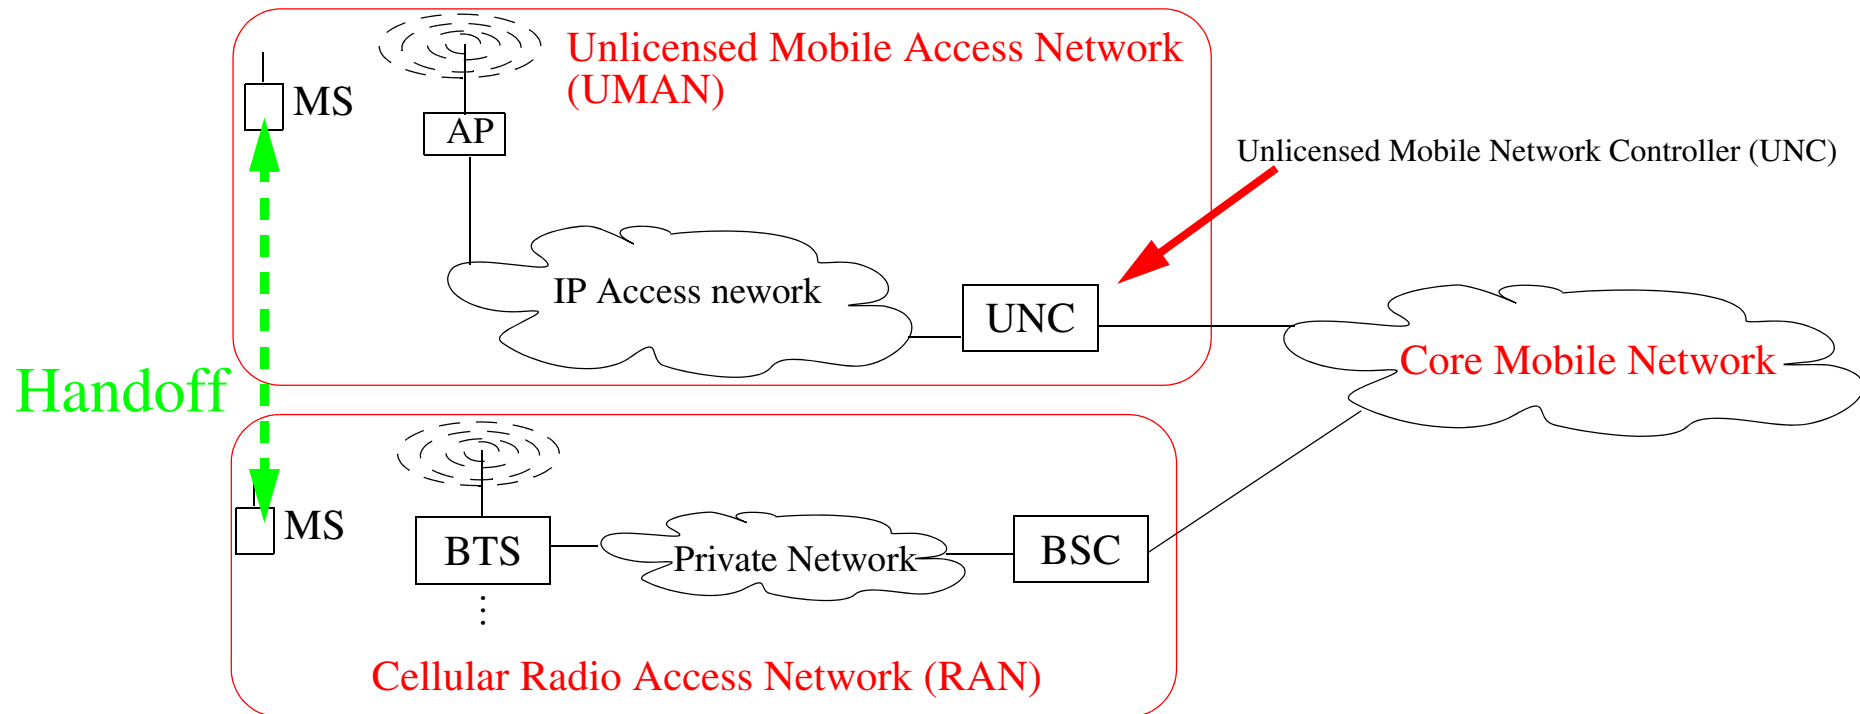 Unlicensed Mobile Access Network
(UMAN)
MS
AP
Unlicensed Mobile Network Controller (UNC)
IP Access nework
UNC
Core Mobile Network
Handoff
MS
BTS
Private Network
BSC
Cellular Radio Access Network (RAN)